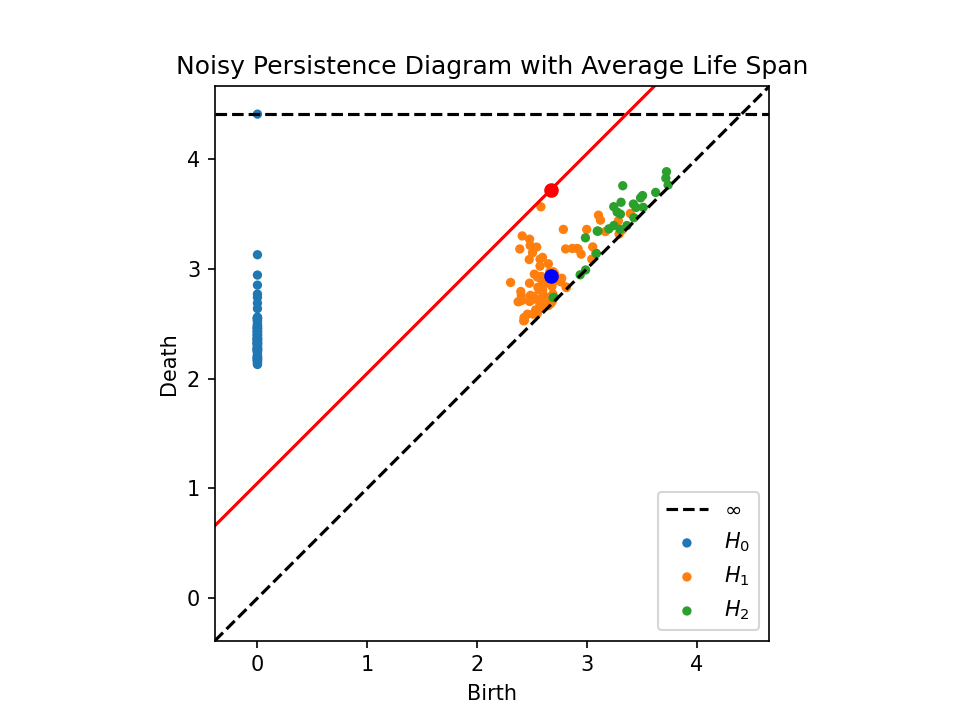 Noisy Persistence Diagram with Average Life Span
Death
4
3
2
1
0
0 1 2 3 4
Birth
∞
H₀
H₁
H₂